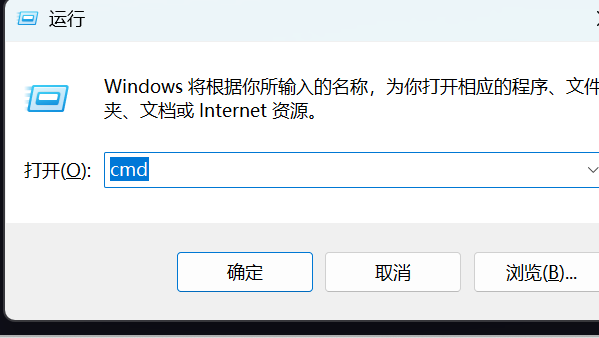 运行
Windows 将根据你所输入的名称，为你打开相应的程序、文件
夹、文档或 Internet 资源。
打开(O): cmd
确定 取消 浏览(B)...